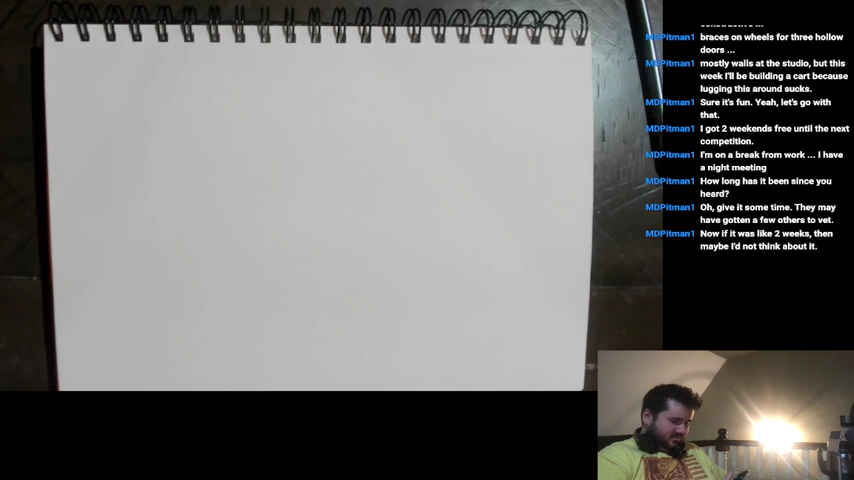 MDPitman1 braces on wheels for three hollow
doors ...
mostly walls at the studio, but this
week I'll be building a cart because
lugging this around sucks.
MDPitman1 Sure it's fun. Yeah, let's go with
that.
MDPitman1 I got 2 weekends free until the next
competition.
MDPitman1 I'm on a break from work ... I have
a night meeting
MDPitman1 How long has it been since you
heard?
MDPitman1 Oh, give it some time. They may
have gotten a few others to vet.
MDPitman1 Now if it was like 2 weeks, then
maybe I'd not think about it.